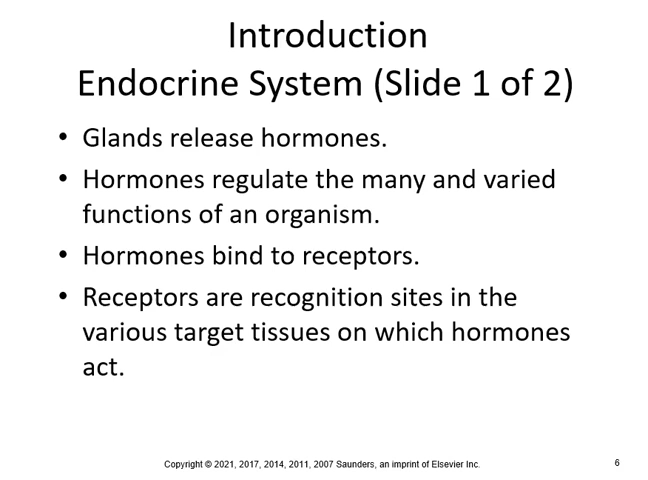 Introduction
Endocrine System (Slide 1 of 2)
• Glands release hormones.
• Hormones regulate the many and varied
functions of an organism.
• Hormones bind to receptors.
• Receptors are recognition sites in the
various target tissues on which hormones
act.
Copyright © 2021, 2017, 2014, 2011, 2007 Saunders, an imprint of Elsevier Inc.
6